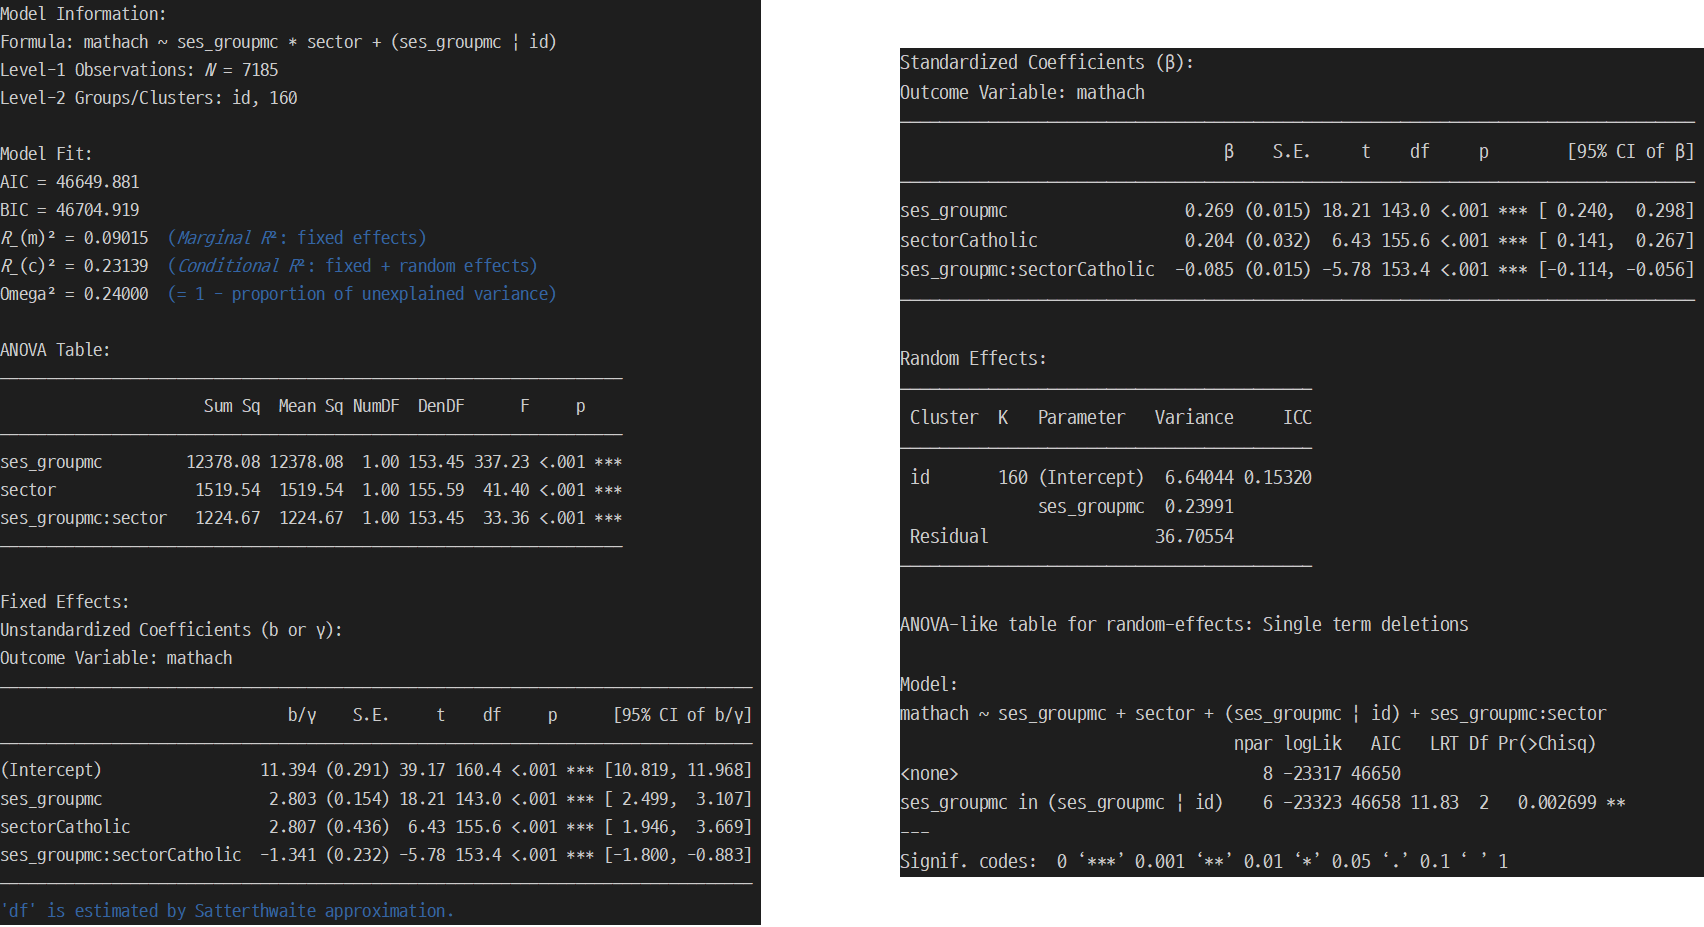 Model Information:
Formula: mathach ~ ses_groupmc * sector + (ses_groupmc ¦ id)
Level-1 Observations: N = 7185
Level-2 Groups/Clusters: id, 160
Model Fit:
AIC = 46649.881
BIC = 46704.919
R_(m)² = 0.09015  (Marginal R²: fixed effects)
R_(c)² = 0.23139  (Conditional R²: fixed + random effects)
Omega² = 0.24000  (= 1 - proportion of unexplained variance)
ANOVA Table:
Sum Sq  Mean Sq NumDF  DenDF      F     p
ses_groupmc         12378.08 12378.08  1.00 153.45 337.23 <.001 ***
sector               1519.54  1519.54  1.00 155.59  41.40 <.001 ***
ses_groupmc:sector   1224.67  1224.67  1.00 153.45  33.36 <.001 ***
Fixed Effects:
Unstandardized Coefficients (b or γ):
Outcome Variable: mathach
b/γ    S.E.     t    df     p      [95% CI of b/γ]
(Intercept)                 11.394 (0.291) 39.17 160.4 <.001 *** [10.819, 11.968]
ses_groupmc                  2.803 (0.154) 18.21 143.0 <.001 *** [ 2.499,  3.107]
sectorCatholic               2.807 (0.436)  6.43 155.6 <.001 *** [ 1.946,  3.669]
ses_groupmc:sectorCatholic  -1.341 (0.232) -5.78 153.4 <.001 *** [-1.800, -0.883]
'df' is estimated by Satterthwaite approximation.
Standardized Coefficients (β):
Outcome Variable: mathach
β    S.E.     t    df     p        [95% CI of β]
ses_groupmc                  0.269 (0.015) 18.21 143.0 <.001 *** [ 0.240,  0.298]
sectorCatholic               0.204 (0.032)  6.43 155.6 <.001 *** [ 0.141,  0.267]
ses_groupmc:sectorCatholic  -0.085 (0.015) -5.78 153.4 <.001 *** [-0.114, -0.056]
Random Effects:
Cluster  K   Parameter   Variance     ICC
id      160 (Intercept)  6.64044 0.15320
ses_groupmc  0.23991
Residual                 36.70554
ANOVA-like table for random-effects: Single term deletions
Model:
mathach ~ ses_groupmc + sector + (ses_groupmc ¦ id) + ses_groupmc:sector
npar logLik   AIC   LRT Df Pr(>Chisq)
<none>                               8 -23317 46650
ses_groupmc in (ses_groupmc ¦ id)    6 -23323 46658 11.83  2   0.002699 **
---
Signif. codes:  0 ‘***’ 0.001 ‘**’ 0.01 ‘*’ 0.05 ‘.’ 0.1 ‘ ’ 1